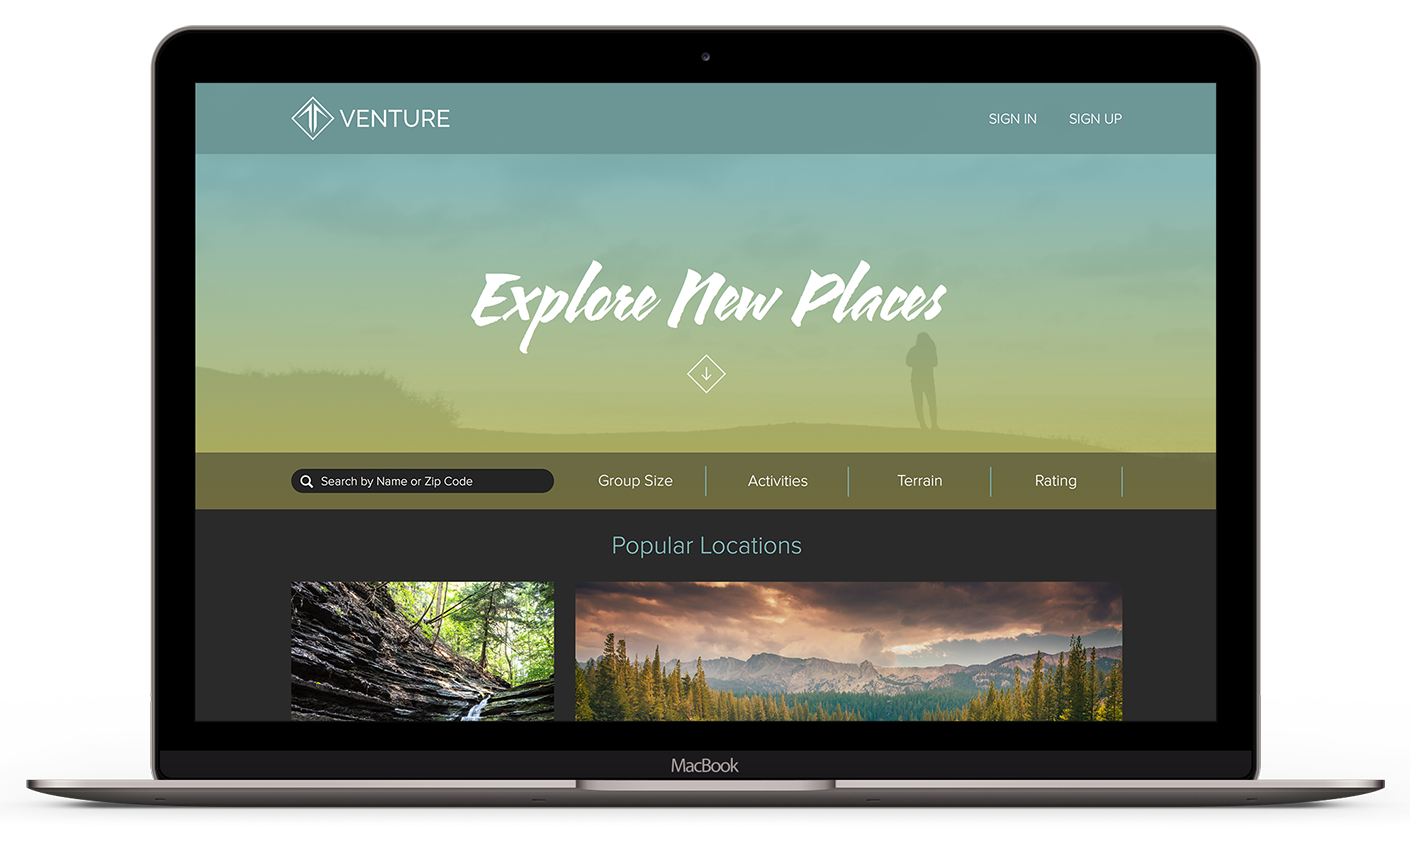 VENTURE
SIGN IN
SIGN UP
Explore New Places
Search by Name or Zip Code
Group Size
Activities
Terrain
Rating
Popular Locations
MacBook